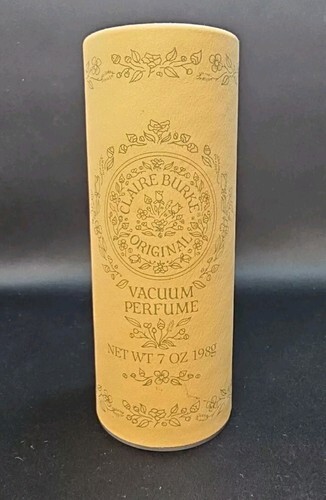 CLAIRE BURKE
ORIGINAL
VACUUM
PERFUME
NET WT 7 OZ 198g